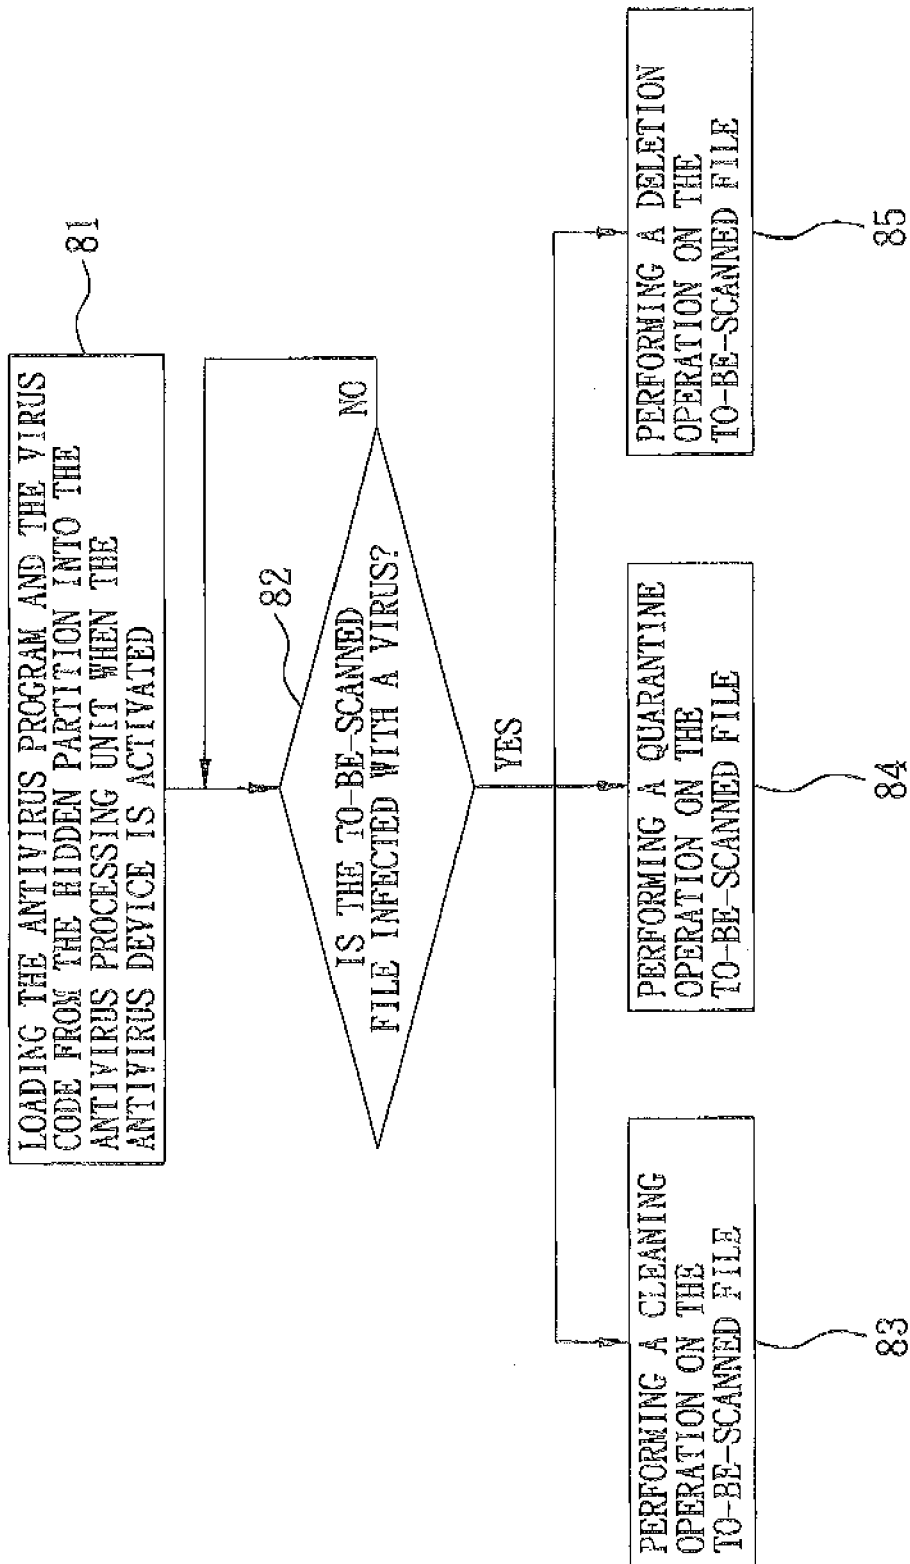 LOADING THE ANTIVIRUS PROGRAM AND THE VIRUS
CODE FROM THE HIDDEN PARTITION INTO THE
ANTIVIRUS PROCESSING UNIT WHEN THE
ANTIVIRUS DEVICE IS ACTIVATED
81
82
IS THE TO-BE-SCANNED
FILE INFECTED WITH A VIRUS?
NO
YES
PERFORMING A CLEANING
OPERATION ON THE
TO-BE-SCANNED FILE
83
PERFORMING A QUARANTINE
OPERATION ON THE
TO-BE-SCANNED FILE
84
PERFORMING A DELETION
OPERATION ON THE
TO-BE-SCANNED FILE
85